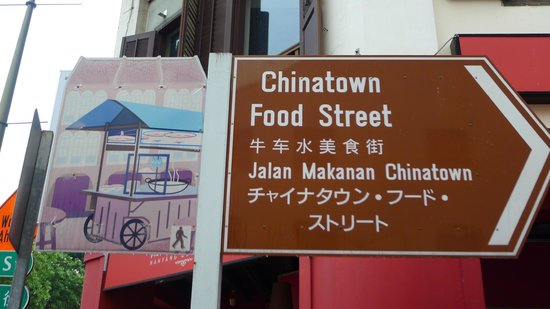 Chinatown
Food Street
牛车水美食街
Jalan Makanan Chinatown
チャイナタウン・フード・
ストリート